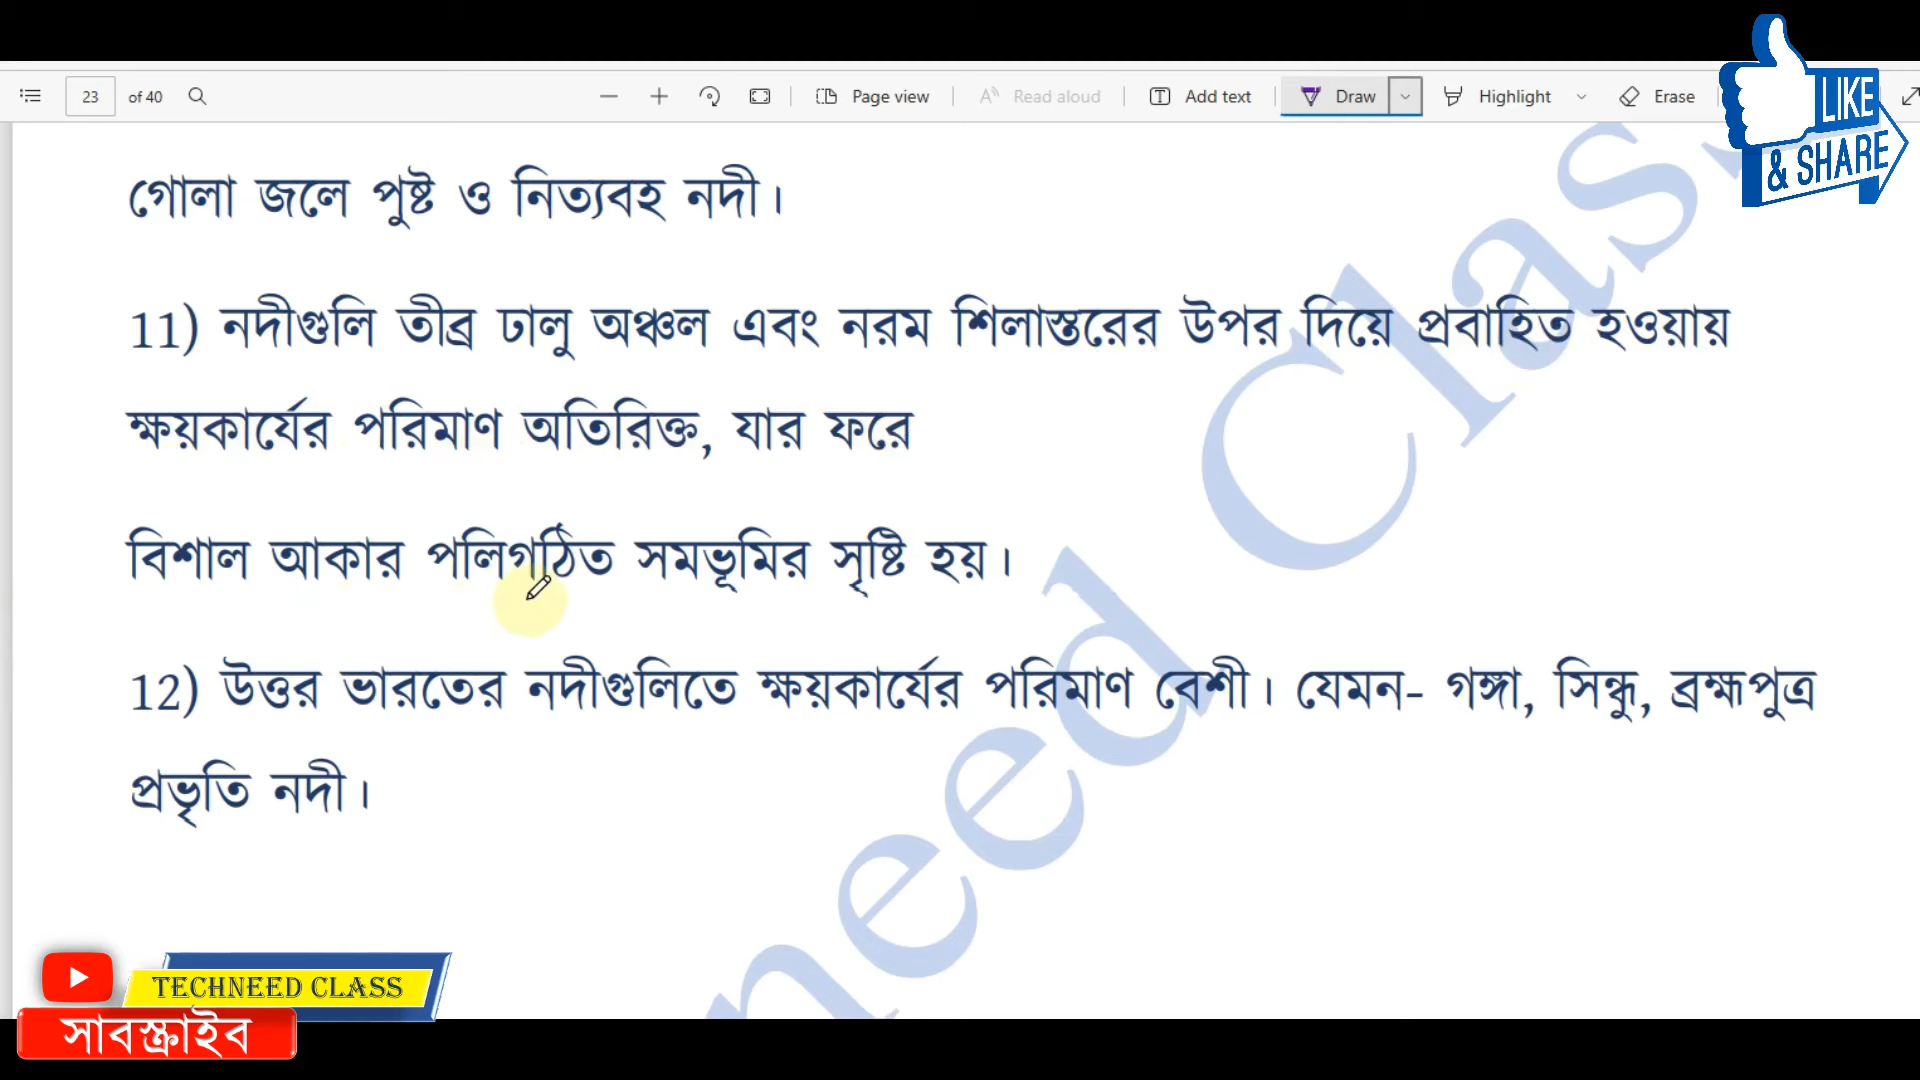 23 of 40 Page view Read aloud Add text Draw Highlight Erase
LIKE
& SHARE
গোলা জলে পুষ্ট ও নিত্যবহ নদী।
11) নদীগুলি তীব্র ঢালু অঞ্চল এবং নরম শিলাস্তরের উপর দিয়ে প্রবাহিত হওয়ায়
ক্ষয়কার্যের পরিমাণ অতিরিক্ত, যার ফরে
বিশাল আকার পলিগঠিত সমভূমির সৃষ্টি হয়।
12) উত্তর ভারতের নদীগুলিতে ক্ষয়কার্যের পরিমাণ বেশী। যেমন- গঙ্গা, সিন্ধু, ব্রহ্মপুত্র
প্রভৃতি নদী।
need Class
TECHNEED CLASS
সাবস্ক্রাইব